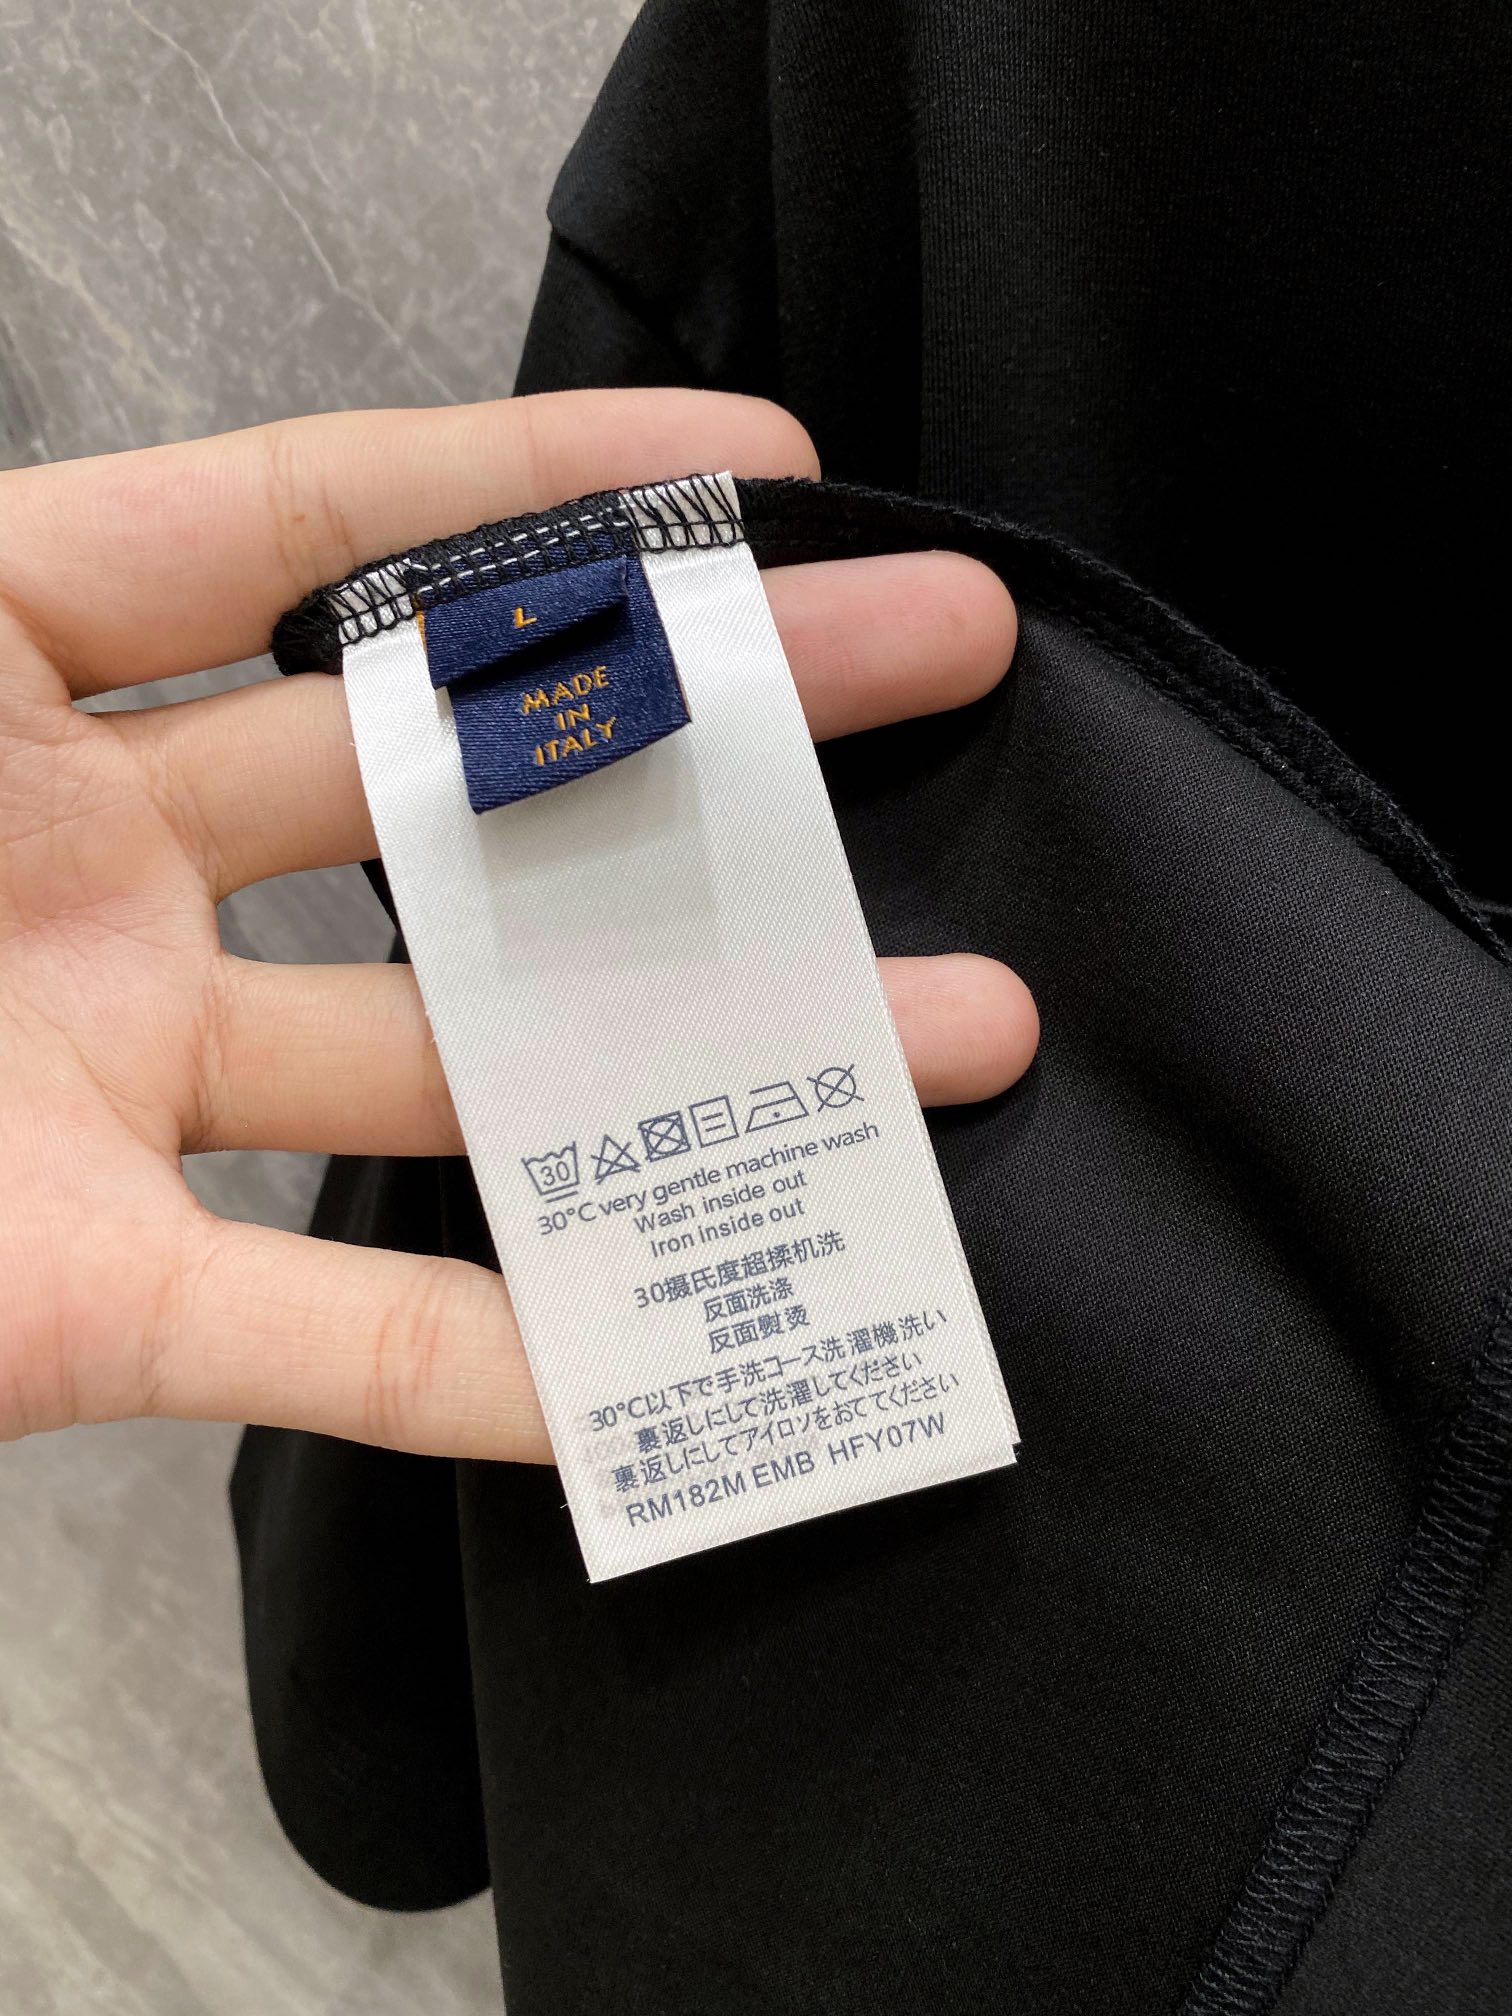 L
MADE
IN
ITALY
30
30°C very gentle machine wash
Wash inside out
Iron inside out
30摄氏度超揉机洗
反面洗涤
反面熨烫
30℃以下で手洗コース洗濯機洗い
裏返しにして洗濯してください
裏返しにしてアイロソをおててください
RM182M EMB HFY07W